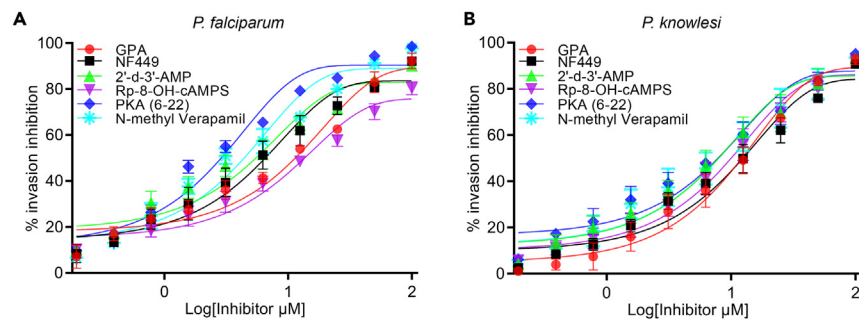 A
P. falciparum
% invasion inhibition
100
80
60
40
20
0
GPA
NF449
2'-d-3'-AMP
Rp-8-OH-cAMPS
PKA (6-22)
N-methyl Verapamil
0
1
2
Log[Inhibitor µM]
B
P. knowlesi
% invasion inhibition
100
80
60
40
20
0
GPA
NF449
2'-d-3'-AMP
Rp-8-OH-cAMPS
PKA (6-22)
N-methyl Verapamil
0
1
2
Log[Inhibitor µM]